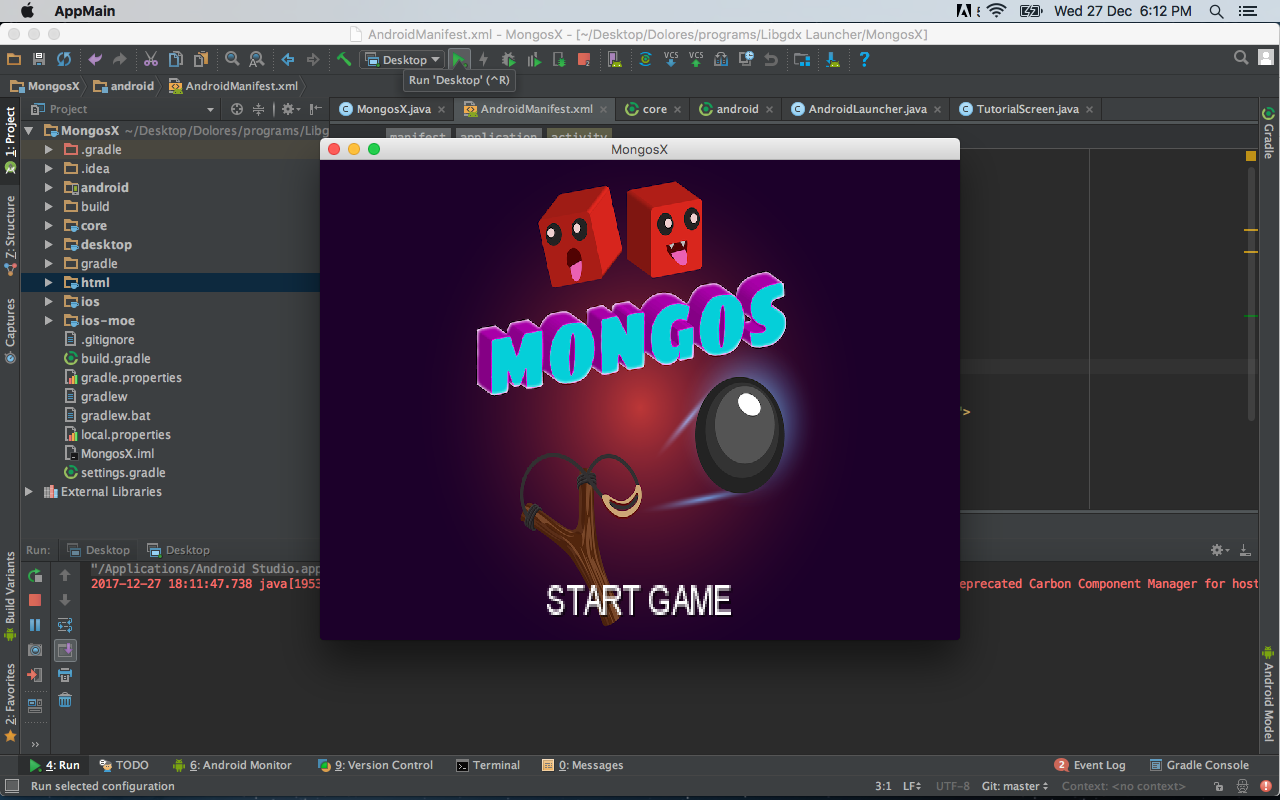 AppMain
Wed 27 Dec 6:12 PM
AndroidManifest.xml - MongosX - [~/Desktop/Dolores/programs/Libgdx Launcher/MongosX]
Desktop
VCS
VCS
Run 'Desktop' (^R)
MongosX
android
AndroidManifest.xml
1: Project
Project
MongosX.java
AndroidManifest.xml
core
android
AndroidLauncher.java
TutorialScreen.java
Gradle
manifest
application
activity
MongosX ~/Desktop/Dolores/programs/Libg
.gradle
.idea
android
build
core
desktop
gradle
html
ios
ios-moe
.gitignore
build.gradle
gradle.properties
gradlew
gradlew.bat
local.properties
MongosX.iml
settings.gradle
External Libraries
Z: Structure
Captures
MongosX
MONGOS
START GAME
">
Run:
Desktop
Desktop
Build Variants
2: Favorites
"/Applications/Android Studio.app
2017-12-27 18:11:47.738 java[1953
eprecated Carbon Component Manager for host
Android Model
4: Run
TODO
6: Android Monitor
9: Version Control
Terminal
0: Messages
2
Event Log
Gradle Console
Run selected configuration
3:1
LF
UTF-8
Git: master
Context: <no context>